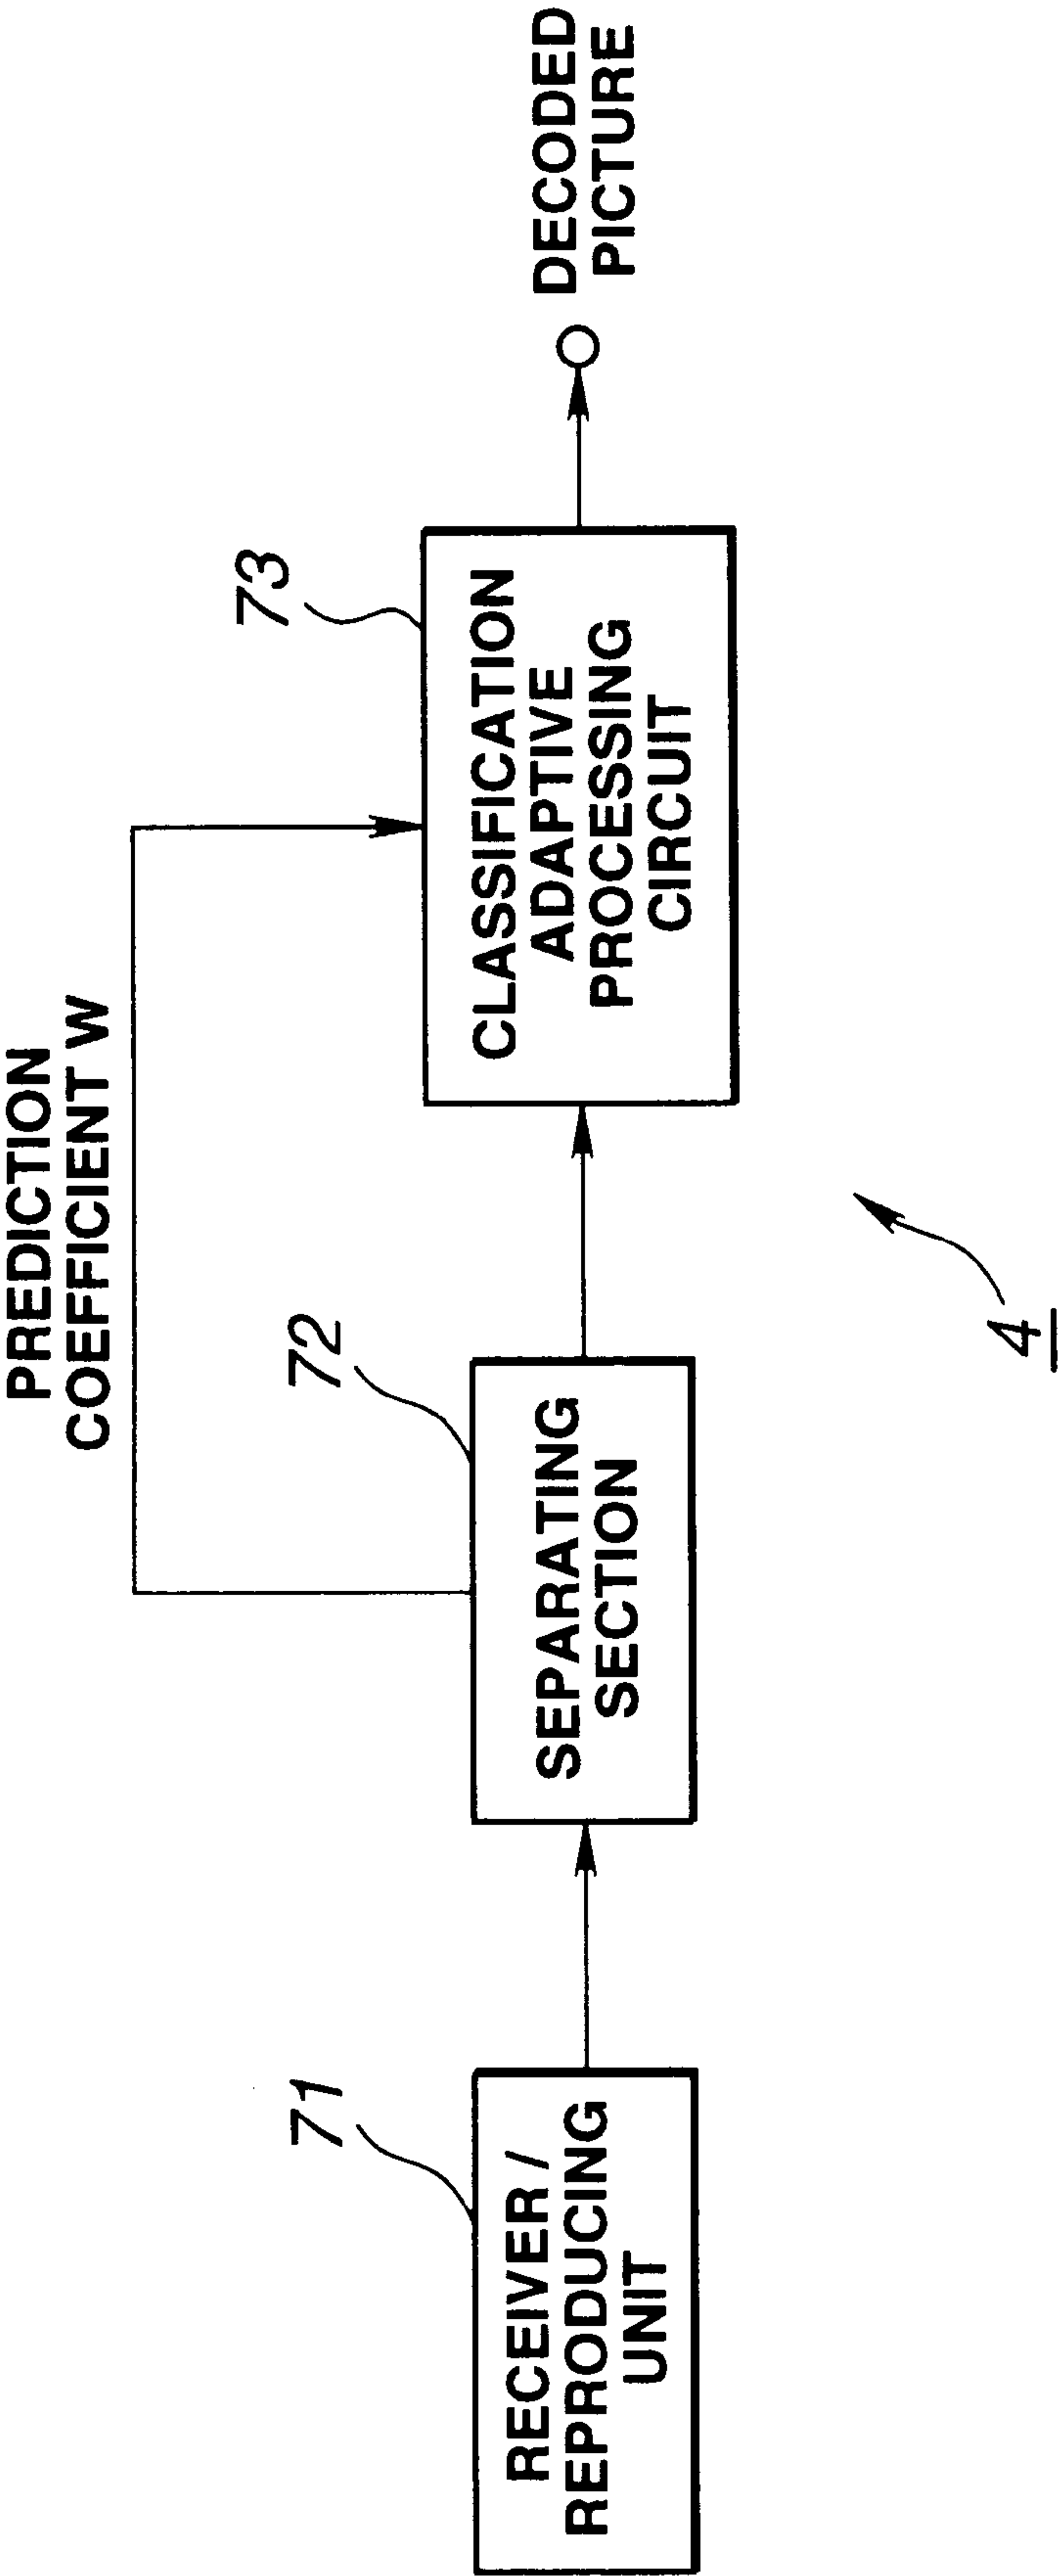 PREDICTION
COEFFICIENT W
71
RECEIVER /
REPRODUCING
UNIT
72
SEPARATING
SECTION
73
CLASSIFICATION
ADAPTIVE
PROCESSING
CIRCUIT
DECODED
PICTURE
4